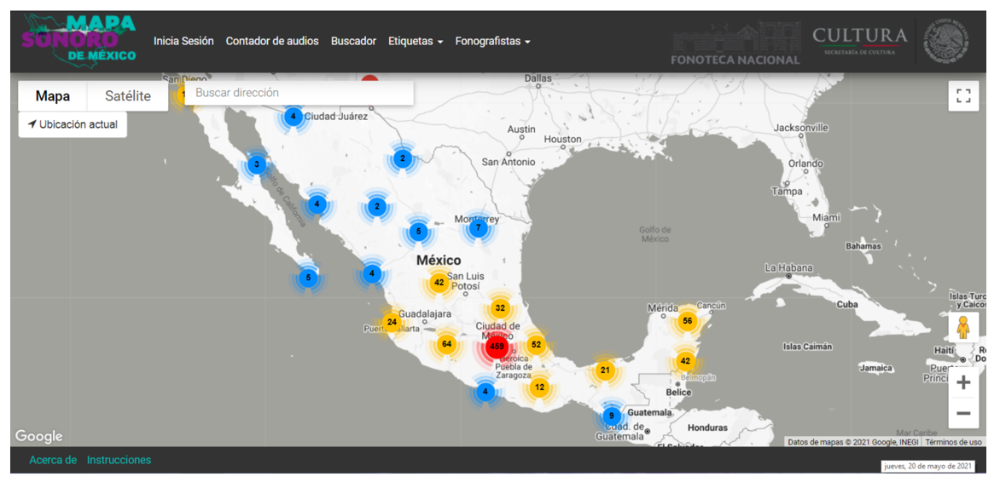 MAPA
SONORO
DE MÉXICO
Inicia Sesión Contador de audios Buscador Etiquetas Fonografistas
FONOTECA NACIONAL
CULTURA
SECRETARÍA DE CULTURA
Mapa Satélite
Buscar dirección
Ubicación actual
San Diego
Dallas
4
Ciudad Juárez
Austin
Houston
Jacksonville
2
San Antonio
3
Orlando
Golfo de California
Tampa
4
2
Monterrey
Miami
5
7
Golfo de
México
Bahamas
México
La Habana
5
4
42
San Luis
Potosí
Islas Turc
y Caicos
Cuba
32
Mérida
Cancún
Guadalajara
24
56
Ciudad de
México
64
459
52
Islas Caimán
Heroica
Puebla de
Zaragoza
21
42
Haití
Jamaica
Belmopán
4
12
Belice
9
Guatemala
Cdad. de
Guatemala
Honduras
Mar Caribe
El Salvador
Google
Datos de mapas © 2021 Google, INEGI Términos de uso
Acerca de Instrucciones
jueves, 20 de mayo de 2021